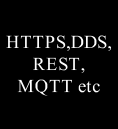 HTTPS,DDS,
REST,
MQTT etc